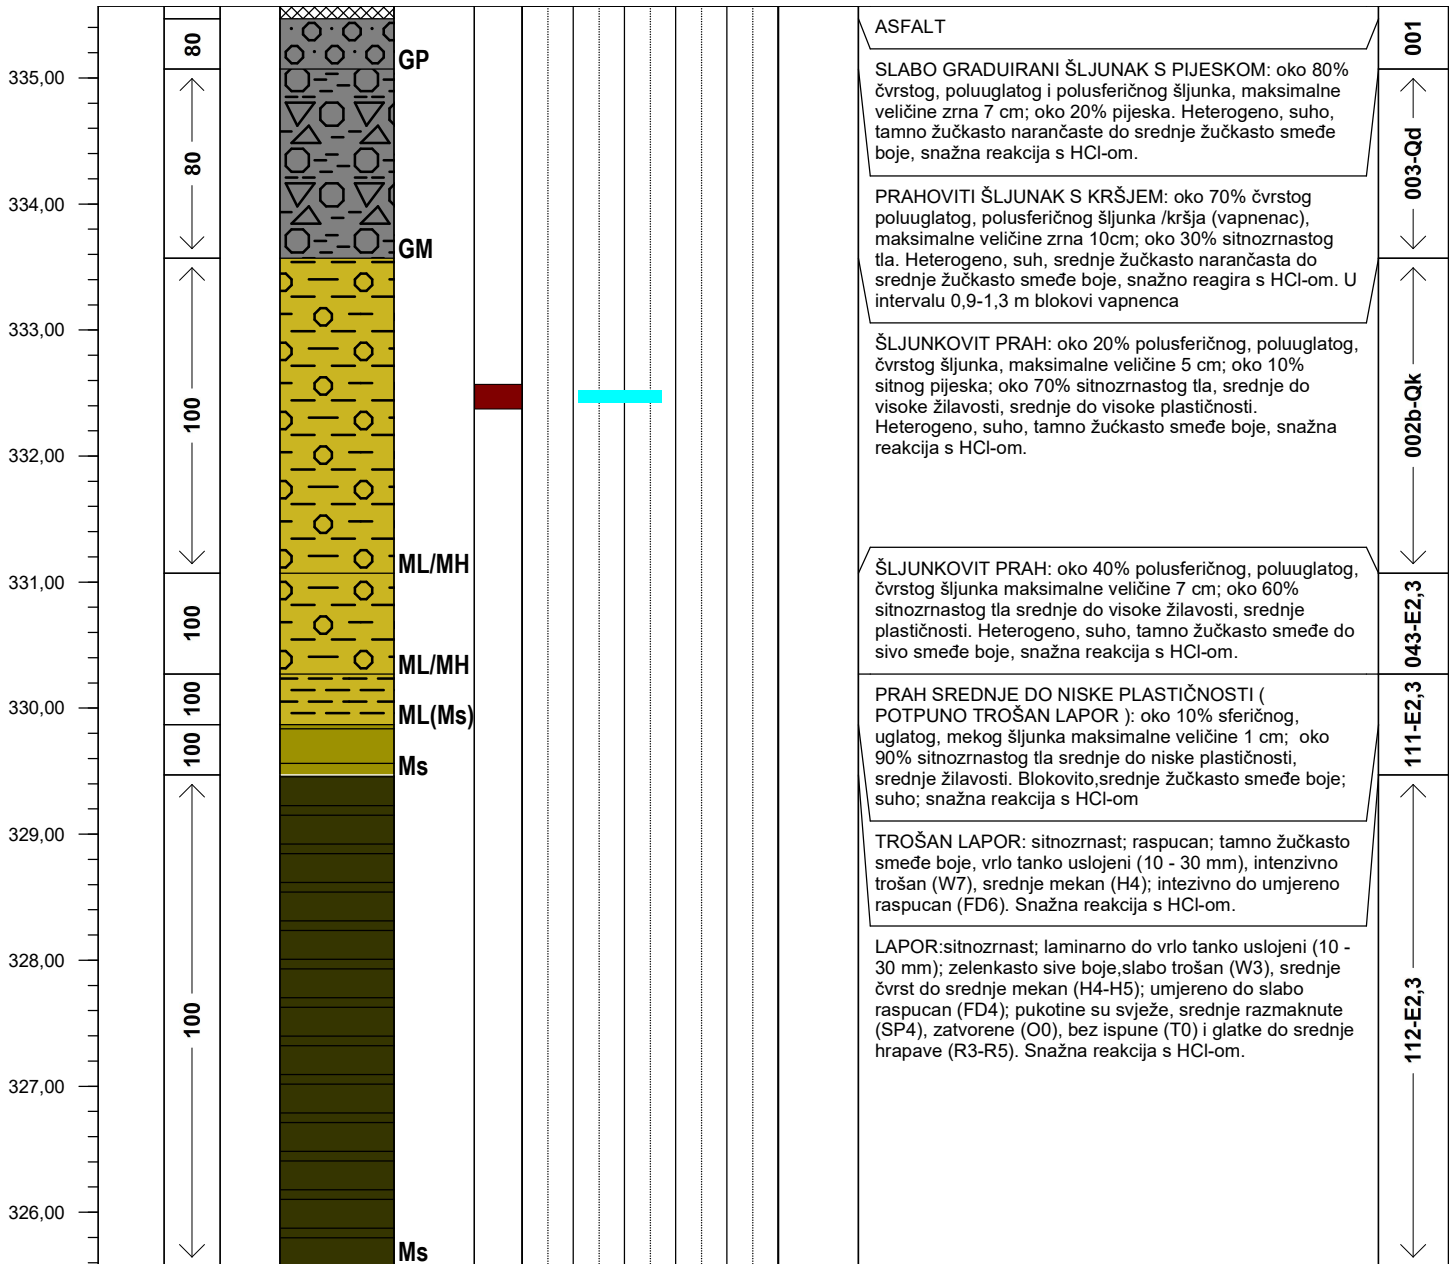 335,00
334,00
333,00
332,00
331,00
330,00
329,00
328,00
327,00
326,00
80
80
100
100
100
100
100
GP
GM
ML/MH
ML/MH
ML(Ms)
Ms
Ms
ASFALT
SLABO GRADUIRANI ŠLJUNAK S PIJESKOM: oko 80%
čvrstog, poluuglatog i polusferičnog šljunka, maksimalne
veličine zrna 7 cm; oko 20% pijeska. Heterogeno, suho,
tamno žučkasto narančaste do srednje žučkasto smeđe
boje, snažna reakcija s HCl-om.
PRAHOVITI ŠLJUNAK S KRŠJEM: oko 70% čvrstog
poluuglatog, polusferičnog šljunka /kršja (vapnenac),
maksimalne veličine zrna 10cm; oko 30% sitnozrnastog
tla. Heterogeno, suh, srednje žučkasto narančasta do
srednje žučkasto smeđe boje, snažno reagira s HCl-om. U
intervalu 0,9-1,3 m blokovi vapnenca
ŠLJUNKOVIT PRAH: oko 20% polusferičnog, poluuglatog,
čvrstog šljunka, maksimalne veličine 5 cm; oko 10%
sitnog pijeska; oko 70% sitnozrnastog tla, srednje do
visoke žilavosti, srednje do visoke plastičnosti.
Heterogeno, suho, tamno žućkasto smeđe boje, snažna
reakcija s HCl-om.
ŠLJUNKOVIT PRAH: oko 40% polusferičnog, poluuglatog,
čvrstog šljunka maksimalne veličine 7 cm; oko 60%
sitnozrnastog tla srednje do visoke žilavosti, srednje
plastičnosti. Heterogeno, suho, tamno žučkasto smeđe do
sivo smeđe boje, snažna reakcija s HCl-om.
PRAH SREDNJE DO NISKE PLASTIČNOSTI (
POTPUNO TROŠAN LAPOR ): oko 10% sferičnog,
uglatog, mekog šljunka maksimalne veličine 1 cm; oko
90% sitnozrnastog tla srednje do niske plastičnosti,
srednje žilavosti. Blokovito,srednje žučkasto smeđe boje;
suho; snažna reakcija s HCl-om
TROŠAN LAPOR: sitnozrnast; raspucan; tamno žučkasto
smeđe boje, vrlo tanko uslojeni (10 - 30 mm), intenzivno
trošan (W7), srednje mekan (H4); intezivno do umjereno
raspucan (FD6). Snažna reakcija s HCl-om.
LAPOR:sitnozrnast; laminarno do vrlo tanko uslojeni (10 -
30 mm); zelenkasto sive boje,slabo trošan (W3), srednje
čvrst do srednje mekan (H4-H5); umjereno do slabo
raspucan (FD4); pukotine su svježe, srednje razmaknute
(SP4), zatvorene (O0), bez ispune (T0) i glatke do srednje
hrapave (R3-R5). Snažna reakcija s HCl-om.
001
003-Qd
002b-Qk
043-E2,3
111-E2,3
112-E2,3